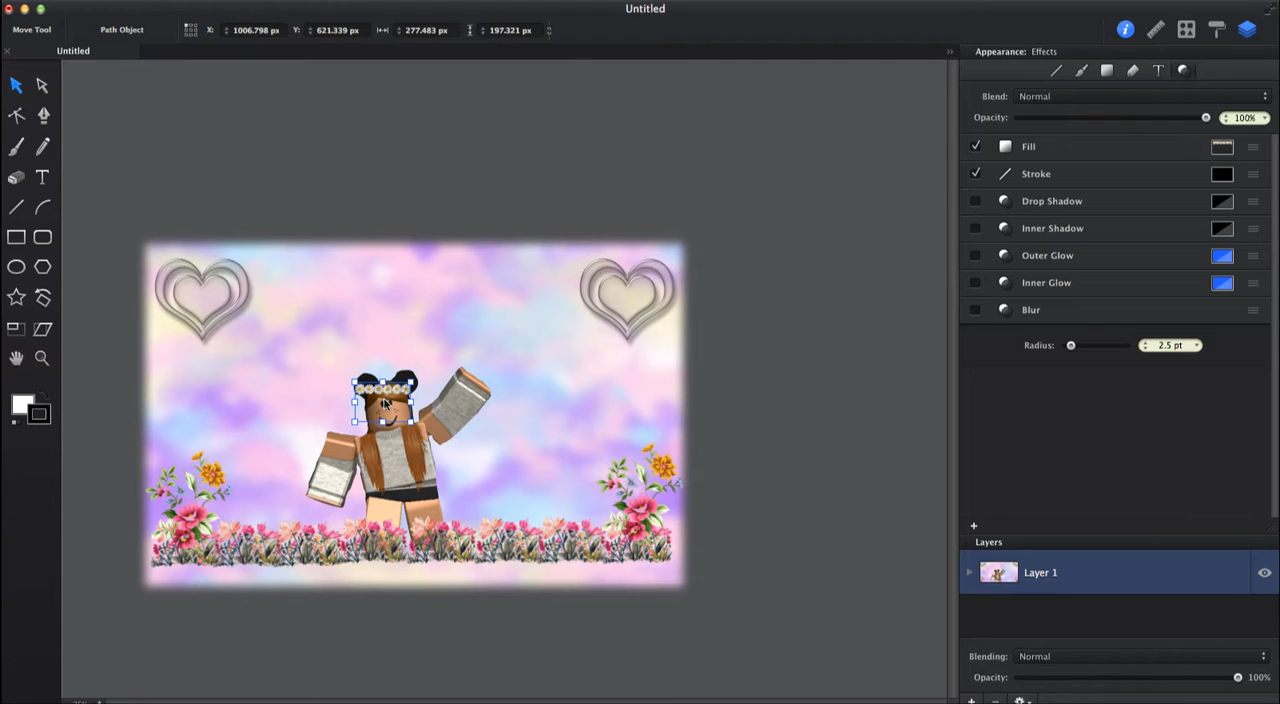 Untitled
Move Tool Path Object X: 1006.798 px Y: 621.339 px 277.483 px 197.321 px
Untitled
Appearance: Effects
Blend: Normal
Opacity: 100%
Fill
Stroke
Drop Shadow
Inner Shadow
Outer Glow
Inner Glow
Blur
Radius: 2.5 pt
Layers
Layer 1
Blending: Normal
Opacity: 100%